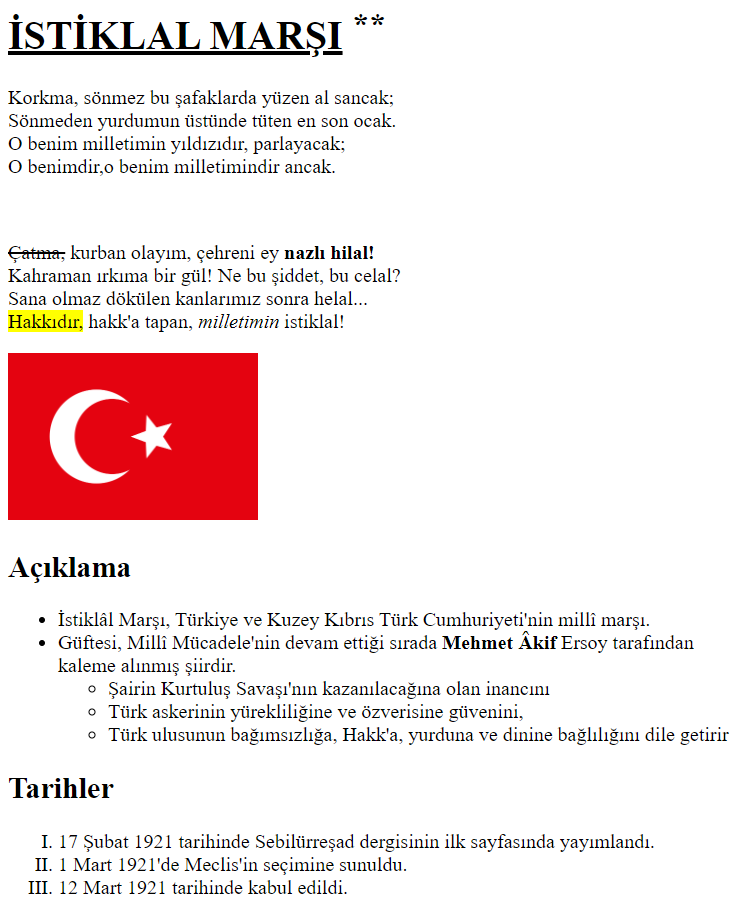 İSTİKLAL MARŞI **
Korkma, sönmez bu şafaklarda yüzen al sancak;
Sönmeden yurdumun üstünde tüten en son ocak.
O benim milletimin yıldızıdır, parlayacak;
O benimdir,o benim milletimindir ancak.
Çatma, kurban olayım, çehreni ey nazlı hilal!
Kahraman ırkıma bir gül! Ne bu şiddet, bu celal?
Sana olmaz dökülen kanlarımız sonra helal...
Hakkıdır, hakk'a tapan, milletimin istiklal!
Açıklama
• İstiklâl Marşı, Türkiye ve Kuzey Kıbrıs Türk Cumhuriyeti'nin millî marşı.
• Güftesi, Millî Mücadele'nin devam ettiği sırada Mehmet Âkif Ersoy tarafından
kaleme alınmış şiirdir.
◦ Şairin Kurtuluş Savaşı'nın kazanılacağına olan inancını
◦ Türk askerinin yürekliliğine ve özverisine güvenini,
◦ Türk ulusunun bağımsızlığa, Hakk'a, yurduna ve dinine bağlılığını dile getirir
Tarihler
I. 17 Şubat 1921 tarihinde Sebilürreşad dergisinin ilk sayfasında yayımlandı.
II. 1 Mart 1921'de Meclis'in seçimine sunuldu.
III. 12 Mart 1921 tarihinde kabul edildi.